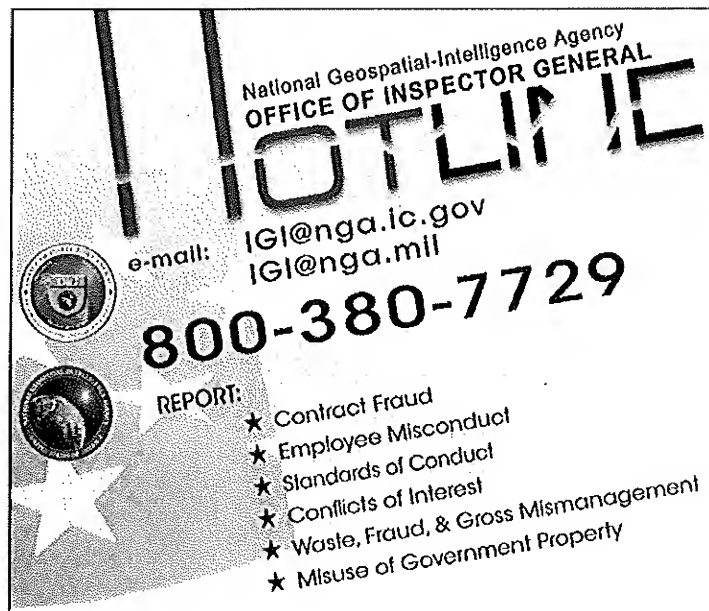 National Geospatial-Intelligence Agency
OFFICE OF INSPECTOR GENERAL
HOTLINE
e-mail: IGI@nga.ic.gov
IGI@nga.mil
800-380-7729
REPORT:
★ Contract Fraud
★ Employee Misconduct
★ Standards of Conduct
★ Conflicts of Interest
★ Waste, Fraud, & Gross Mismanagement
★ Misuse of Government Property